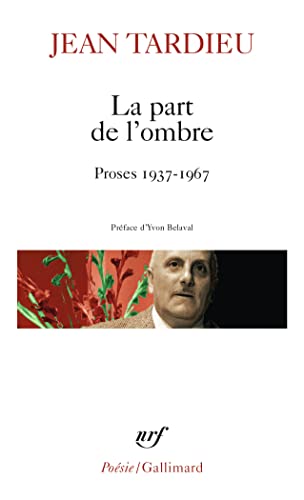 JEAN TARDIEU
La part
de l’ombre
Proses 1937-1967
Préface d’Yvon Belaval
nrf
Poésie/Gallimard